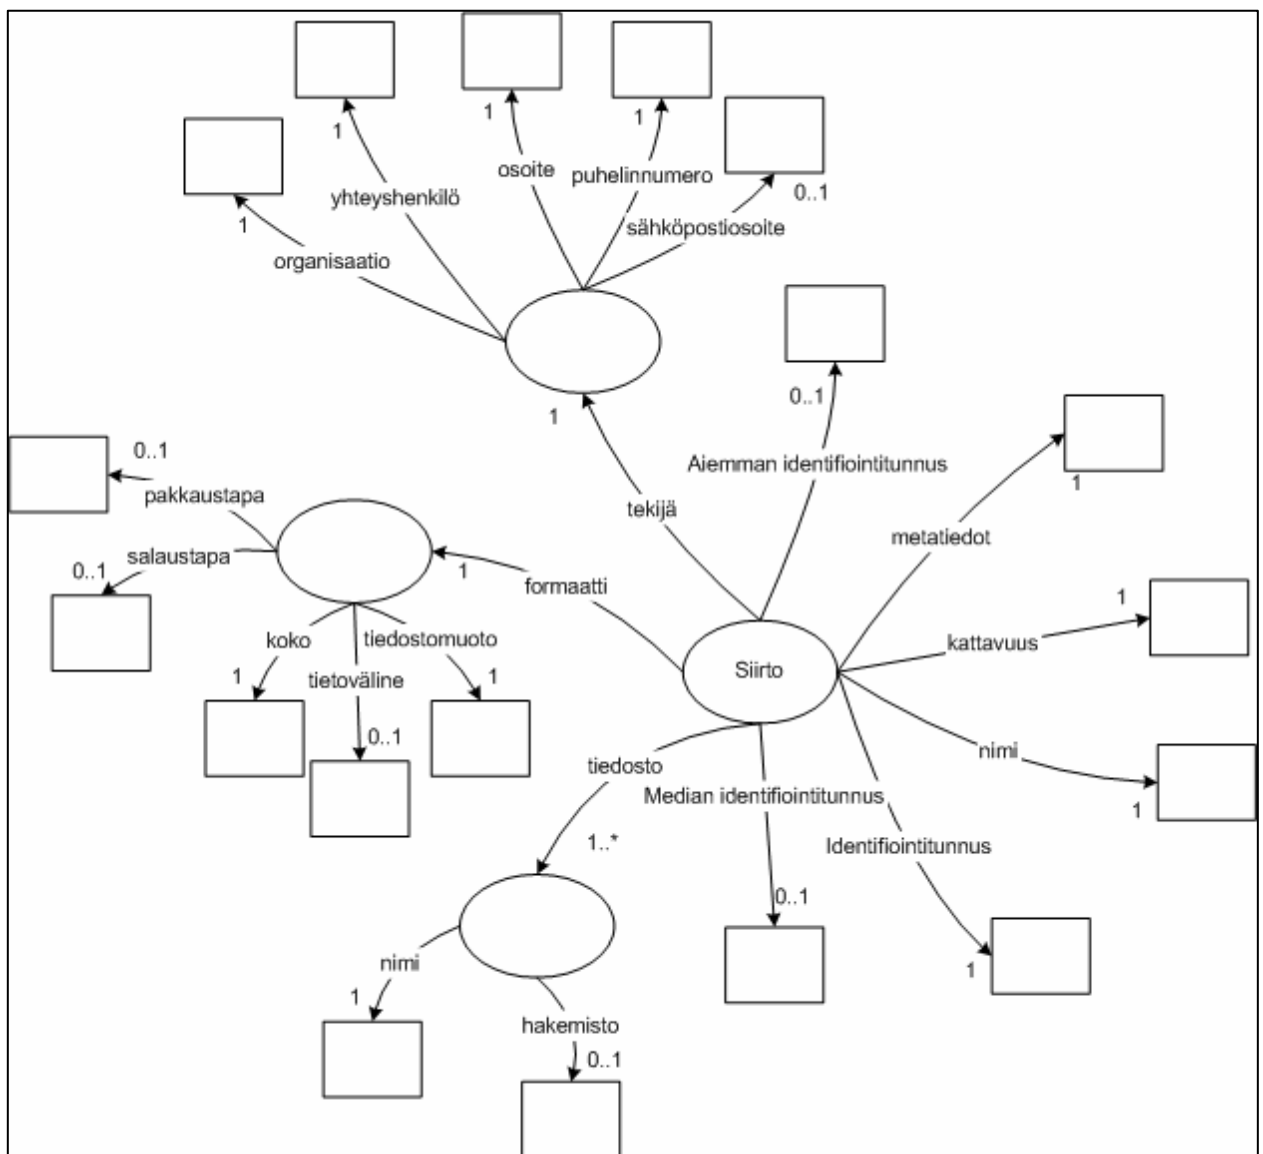 1
1
1
osoite
puhelinnumero
0..1
yhteyshenkilö
1
sähköpostiosoite
organisaatio
0..1
1
0..1
Aiemman identifiointitunnus
1
pakkaustapa
tekijä
metatiedot
salaustapa
0..1
1
formaatti
1
koko
tiedostomuoto
kattavuus
Siirto
1
tietoväline
1
0..1
nimi
tiedosto
Median identifiointitunnus
1
1..*
Identifiointitunnus
0..1
nimi
1
1
hakemisto
0..1